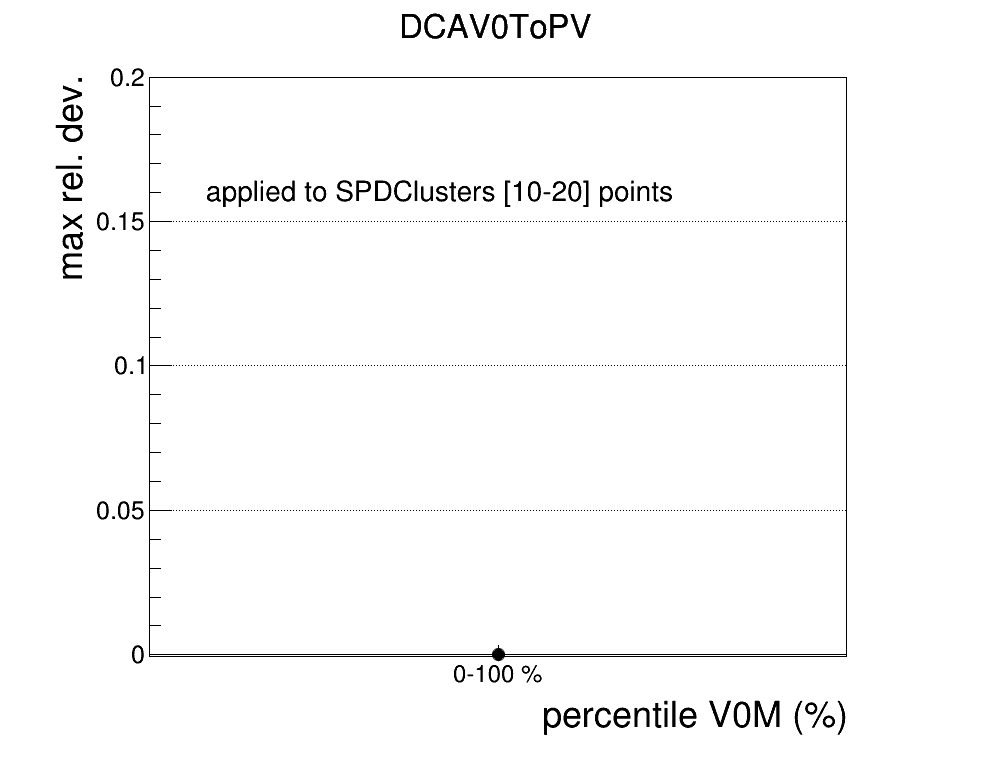 DCAV0ToPV
max rel. dev.
0.2
applied to SPDClusters [10-20] points
0.15
0.1
0.05
0
0-100 %
percentile V0M (%)